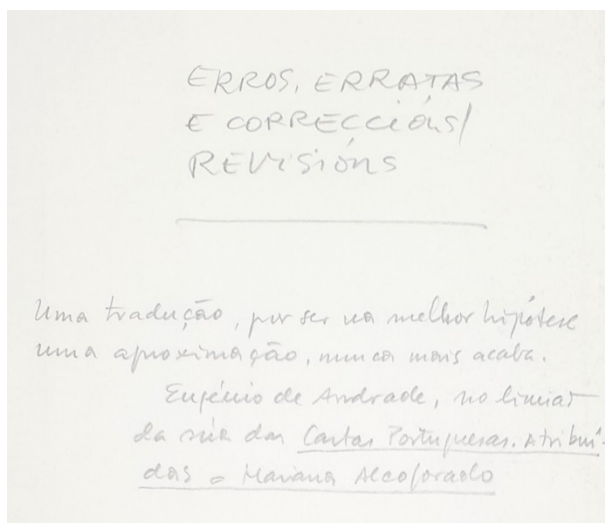 ERROS, ERRATAS
E CORRECCIÓNS/
REVISIÓNS
Uma tradução, por ser na melhor hipótese
uma aproximação, nunca mais acaba.
Eugénio de Andrade, no limiar
da súa das Cartas Portuguesas. Atribuí-
das a Mariana Alcoforado